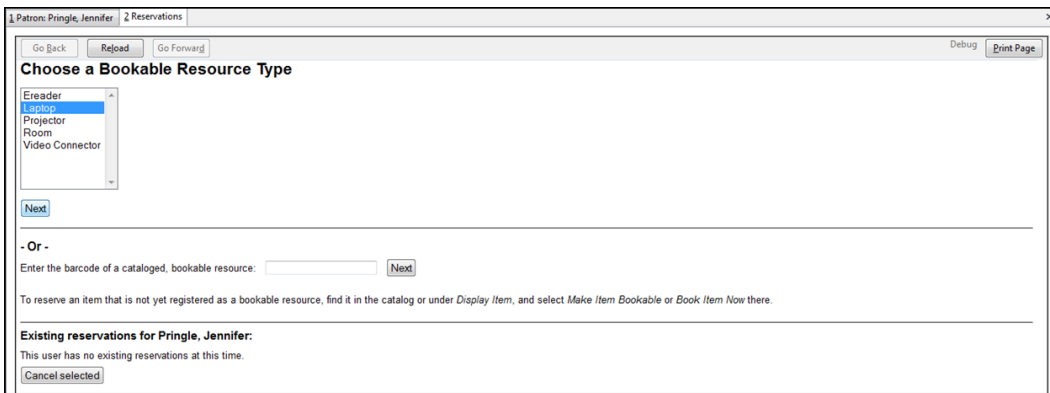 1 Patron: Pringle, Jennifer 2 Reservations
Go Back Reload Go Forward Debug Print Page
Choose a Bookable Resource Type
Ereader
Laptop
Projector
Room
Video Connector
Next
- Or -
Enter the barcode of a cataloged, bookable resource: Next
To reserve an item that is not yet registered as a bookable resource, find it in the catalog or under Display Item, and select Make Item Bookable or Book Item Now there.
Existing reservations for Pringle, Jennifer:
This user has no existing reservations at this time.
Cancel selected